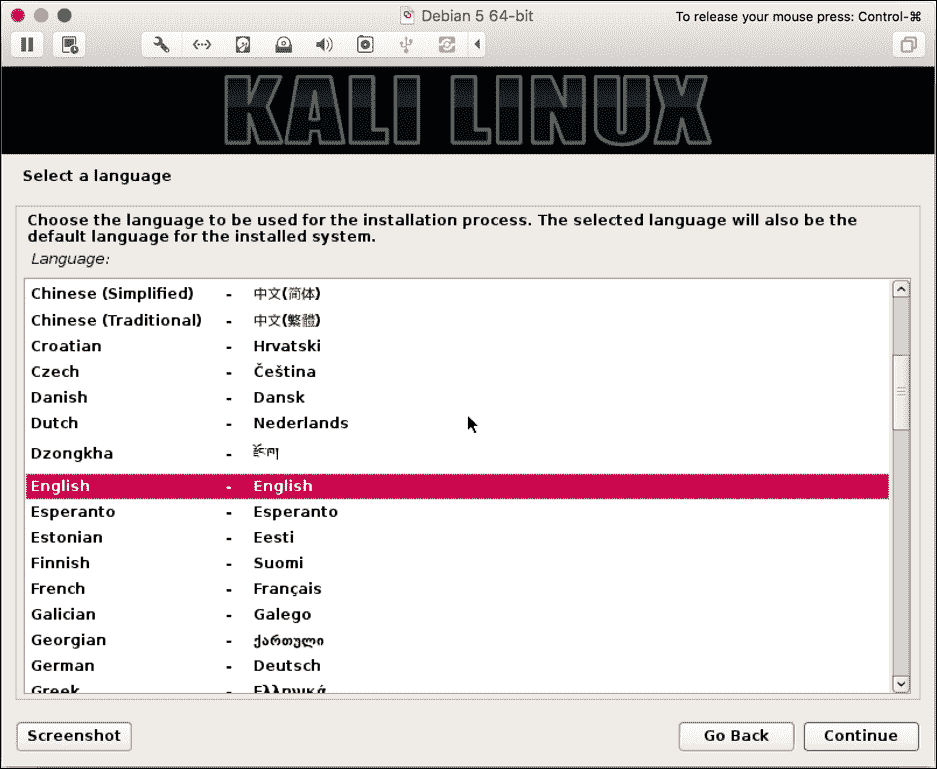 Debian 5 64-bit
To release your mouse press: Control-⌘
KALI LINUX
Select a language
Choose the language to be used for the installation process. The selected language will also be the
default language for the installed system.
Language:
Chinese (Simplified) - 中文(简体)
Chinese (Traditional) - 中文(繁體)
Croatian - Hrvatski
Czech - Čeština
Danish - Dansk
Dutch - Nederlands
Dzongkha - རྫོང་ཁ།
English - English
Esperanto - Esperanto
Estonian - Eesti
Finnish - Suomi
French - Français
Galician - Galego
Georgian - ქართული
German - Deutsch
Greek - Ελληνικά
Screenshot
Go Back
Continue